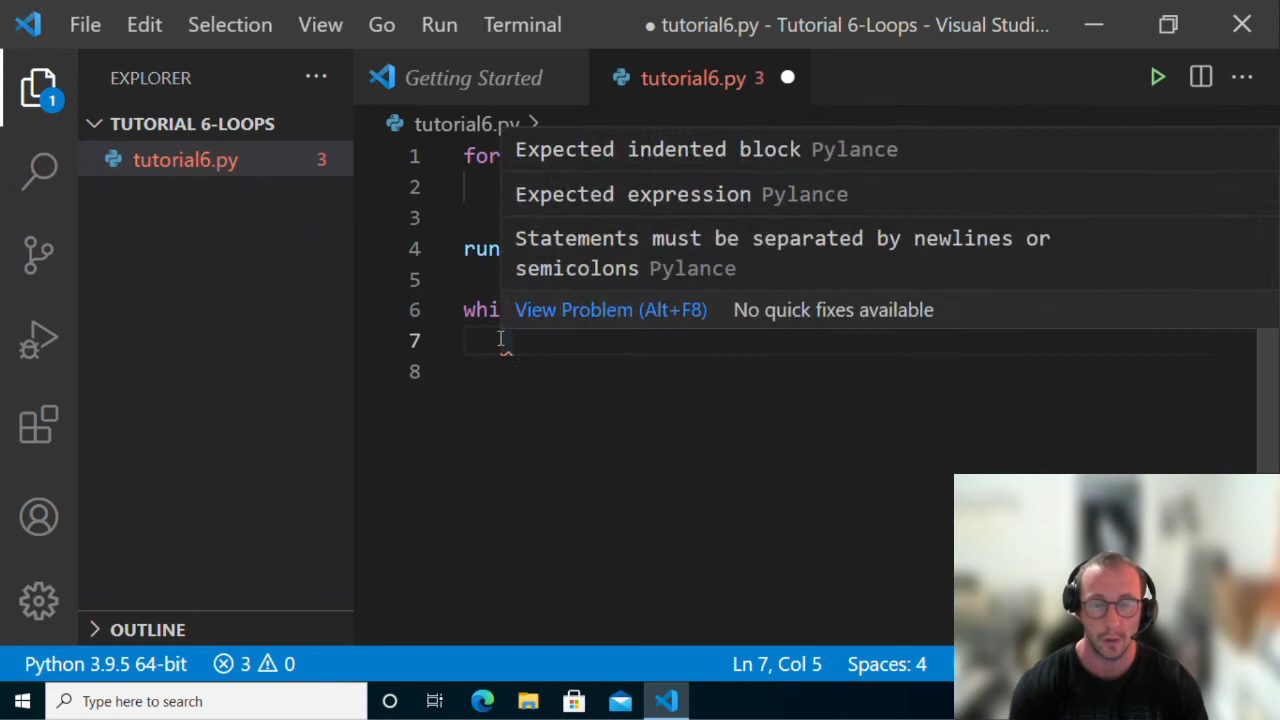 File Edit Selection View Go Run Terminal ● tutorial6.py - Tutorial 6-Loops - Visual Studi...
EXPLORER ...
Getting Started
tutorial6.py 3 ●
TUTORIAL 6-LOOPS
tutorial6.py 3
1
tutorial6.py >
1 for
2
3
4 run
5
6 whi
7
8
Expected indented block Pylance
Expected expression Pylance
Statements must be separated by newlines or
semicolons Pylance
View Problem (Alt+F8) No quick fixes available
OUTLINE
Python 3.9.5 64-bit 3 0 Ln 7, Col 5 Spaces: 4
Type here to search